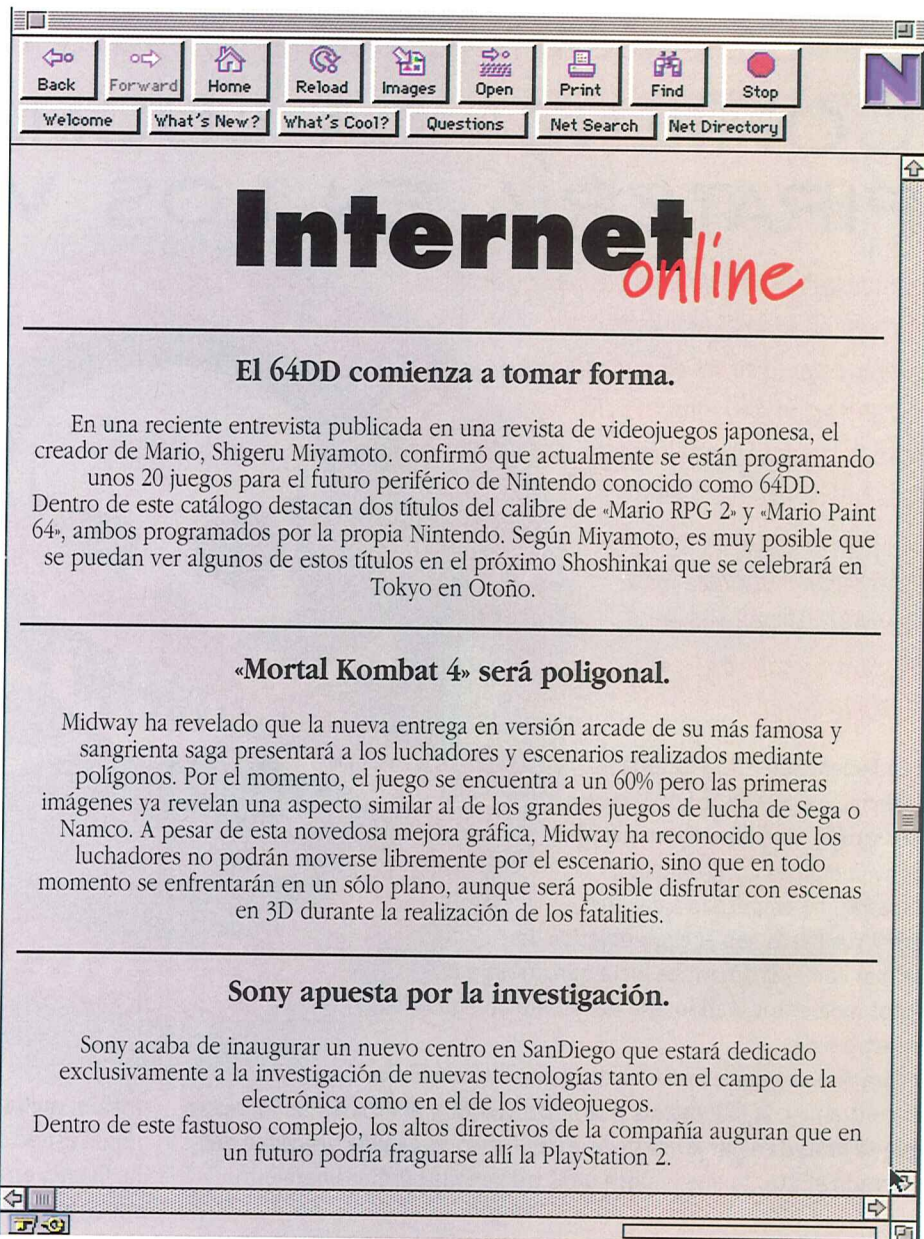 Back Forward Home Reload Images Open Print Find Stop
N
Welcome What's New? What's Cool? Questions Net Search Net Directory
Internet
online
El 64DD comienza a tomar forma.
En una reciente entrevista publicada en una revista de videojuegos japonesa, el
creador de Mario, Shigeru Miyamoto. confirmó que actualmente se están programando
unos 20 juegos para el futuro periférico de Nintendo conocido como 64DD.
Dentro de este catálogo destacan dos títulos del calibre de «Mario RPG 2» y «Mario Paint
64», ambos programados por la propia Nintendo. Según Miyamoto, es muy posible que
se puedan ver algunos de estos títulos en el próximo Shoshinkai que se celebrará en
Tokyo en Otoño.
«Mortal Kombat 4» será poligonal.
Midway ha revelado que la nueva entrega en versión arcade de su más famosa y
sangrienta saga presentará a los luchadores y escenarios realizados mediante
polígonos. Por el momento, el juego se encuentra a un 60% pero las primeras
imágenes ya revelan una aspecto similar al de los grandes juegos de lucha de Sega o
Namco. A pesar de esta novedosa mejora gráfica, Midway ha reconocido que los
luchadores no podrán moverse libremente por el escenario, sino que en todo
momento se enfrentarán en un sólo plano, aunque será posible disfrutar con escenas
en 3D durante la realización de los fatalities.
Sony apuesta por la investigación.
Sony acaba de inaugurar un nuevo centro en SanDiego que estará dedicado
exclusivamente a la investigación de nuevas tecnologías tanto en el campo de la
electrónica como en el de los videojuegos.
Dentro de este fastuoso complejo, los altos directivos de la compañía auguran que en
un futuro podría fraguarse allí la PlayStation 2.